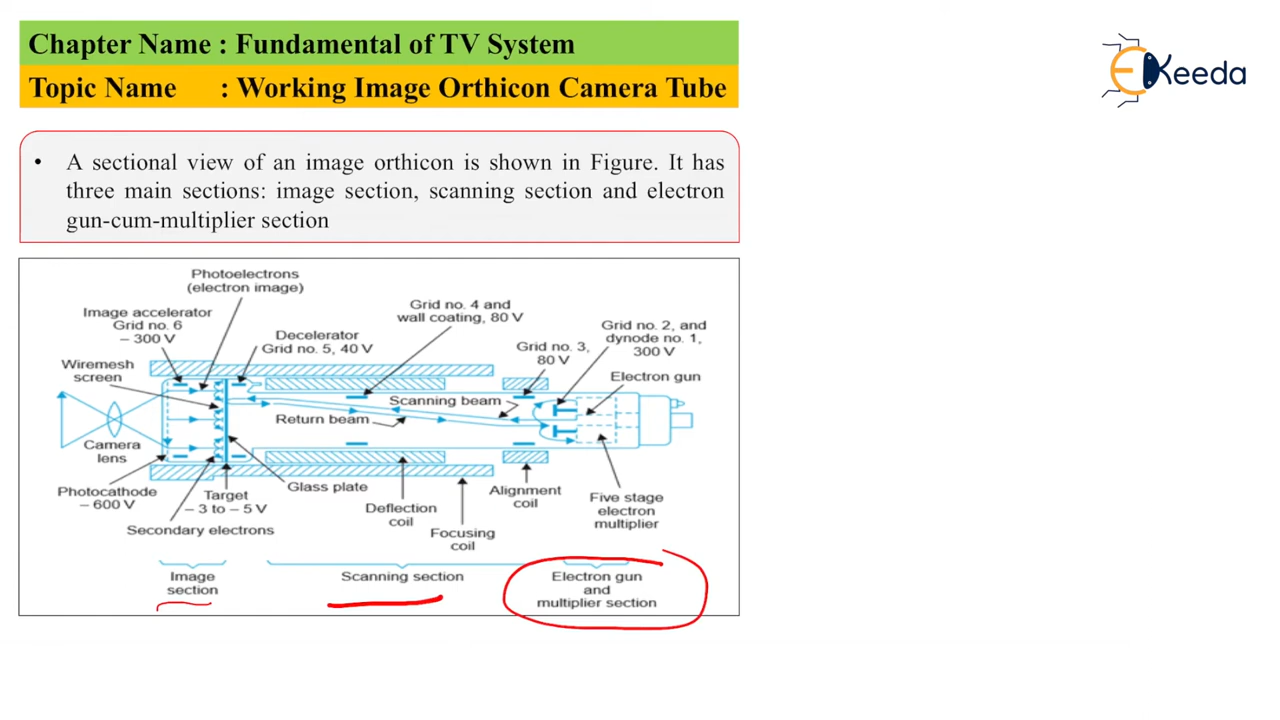 Chapter Name : Fundamental of TV System
Topic Name : Working Image Orthicon Camera Tube
EKeeda
• A sectional view of an image orthicon is shown in Figure. It has
three main sections: image section, scanning section and electron
gun-cum-multiplier section
Photoelectrons
(electron image)
Image accelerator
Grid no. 6
– 300 V
Decelerator
Grid no. 5, 40 V
Grid no. 4 and
wall coating, 80 V
Grid no. 3,
80 V
Grid no. 2, and
dynode no. 1,
300 V
Wiremesh
screen
Electron gun
Scanning beam
Return beam
Camera
lens
Photocathode
– 600 V
Target
– 3 to – 5 V
Glass plate
Secondary electrons
Deflection
coil
Focusing
coil
Alignment
coil
Five stage
electron
multiplier
Image
section
Scanning section
Electron gun
and
multiplier section